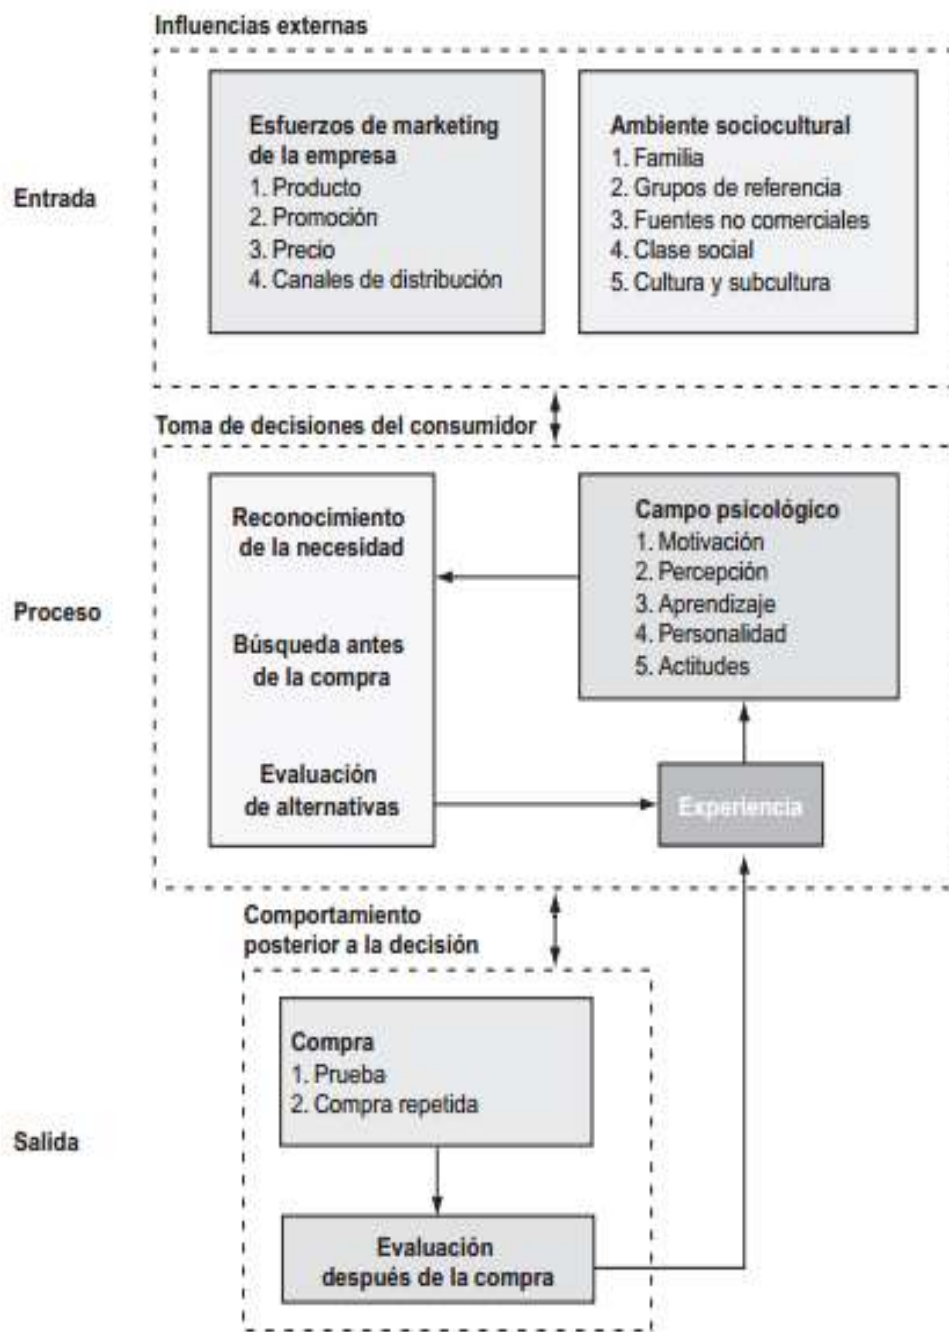 Influencias externas
Esfuerzos de marketing
de la empresa
1. Producto
2. Promoción
3. Precio
4. Canales de distribución
Ambiente sociocultural
1. Familia
2. Grupos de referencia
3. Fuentes no comerciales
4. Clase social
5. Cultura y subcultura
Entrada
Toma de decisiones del consumidor
Reconocimiento
de la necesidad
Búsqueda antes
de la compra
Evaluación
de alternativas
Campo psicológico
1. Motivación
2. Percepción
3. Aprendizaje
4. Personalidad
5. Actitudes
Proceso
Experiencia
Comportamiento
posterior a la decisión
Compra
1. Prueba
2. Compra repetida
Salida
Evaluación
después de la compra